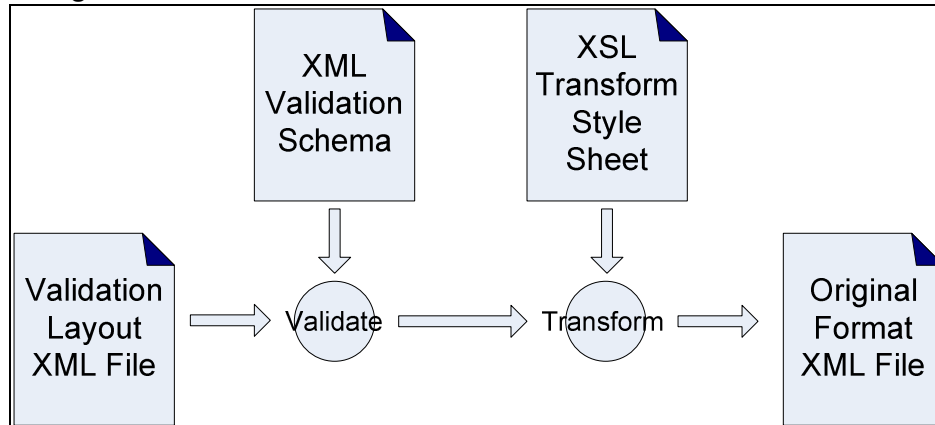 XML
Validation
Schema
XSL
Transform
Style
Sheet
Validation
Layout
XML File
Validate
Transform
Original
Format
XML File